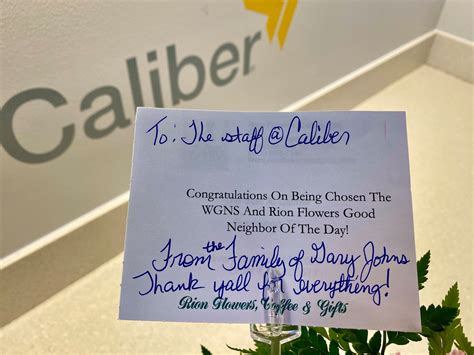 Caliber
To: The staff @ Caliber
Congratulations On Being Chosen The
WGNS And Rion Flowers Good
Neighbor Of The Day!
From the Family of Gary Johns
Thank yall for everything!
Rion Flowers, Coffee & Gifts